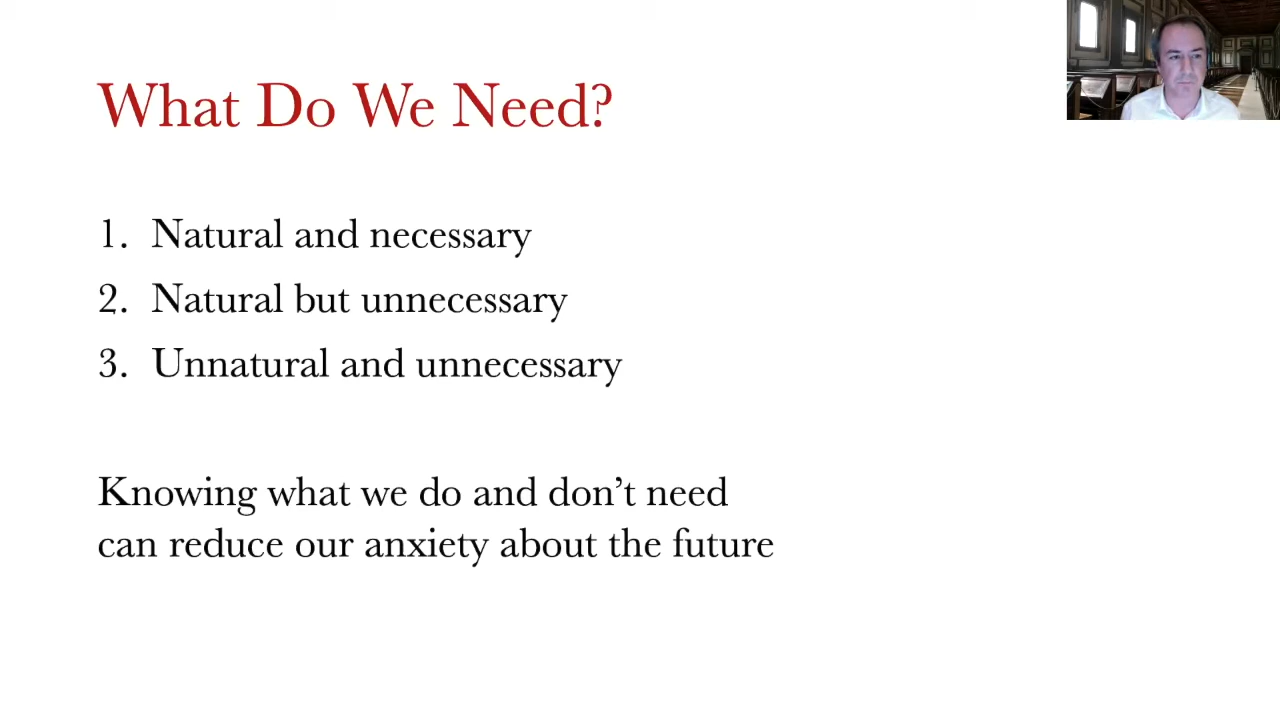 What Do We Need?
1. Natural and necessary
2. Natural but unnecessary
3. Unnatural and unnecessary
Knowing what we do and don’t need
can reduce our anxiety about the future